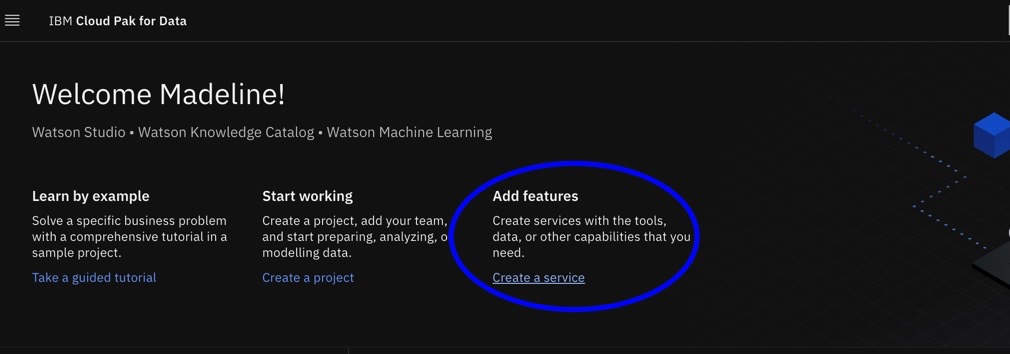 IBM Cloud Pak for Data
Welcome Madeline!
Watson Studio • Watson Knowledge Catalog • Watson Machine Learning
Learn by example
Solve a specific business problem
with a comprehensive tutorial in a
sample project.
Take a guided tutorial
Start working
Create a project, add your team,
and start preparing, analyzing, o
modelling data.
Create a project
Add features
Create services with the tools,
data, or other capabilities that you
need.
Create a service